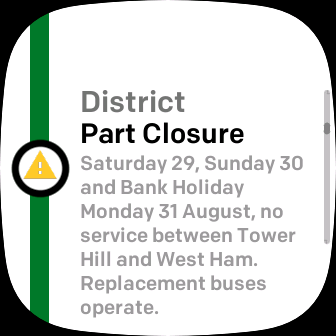 District
Part Closure
Saturday 29, Sunday 30
and Bank Holiday
Monday 31 August, no
service between Tower
Hill and West Ham.
Replacement buses
operate.